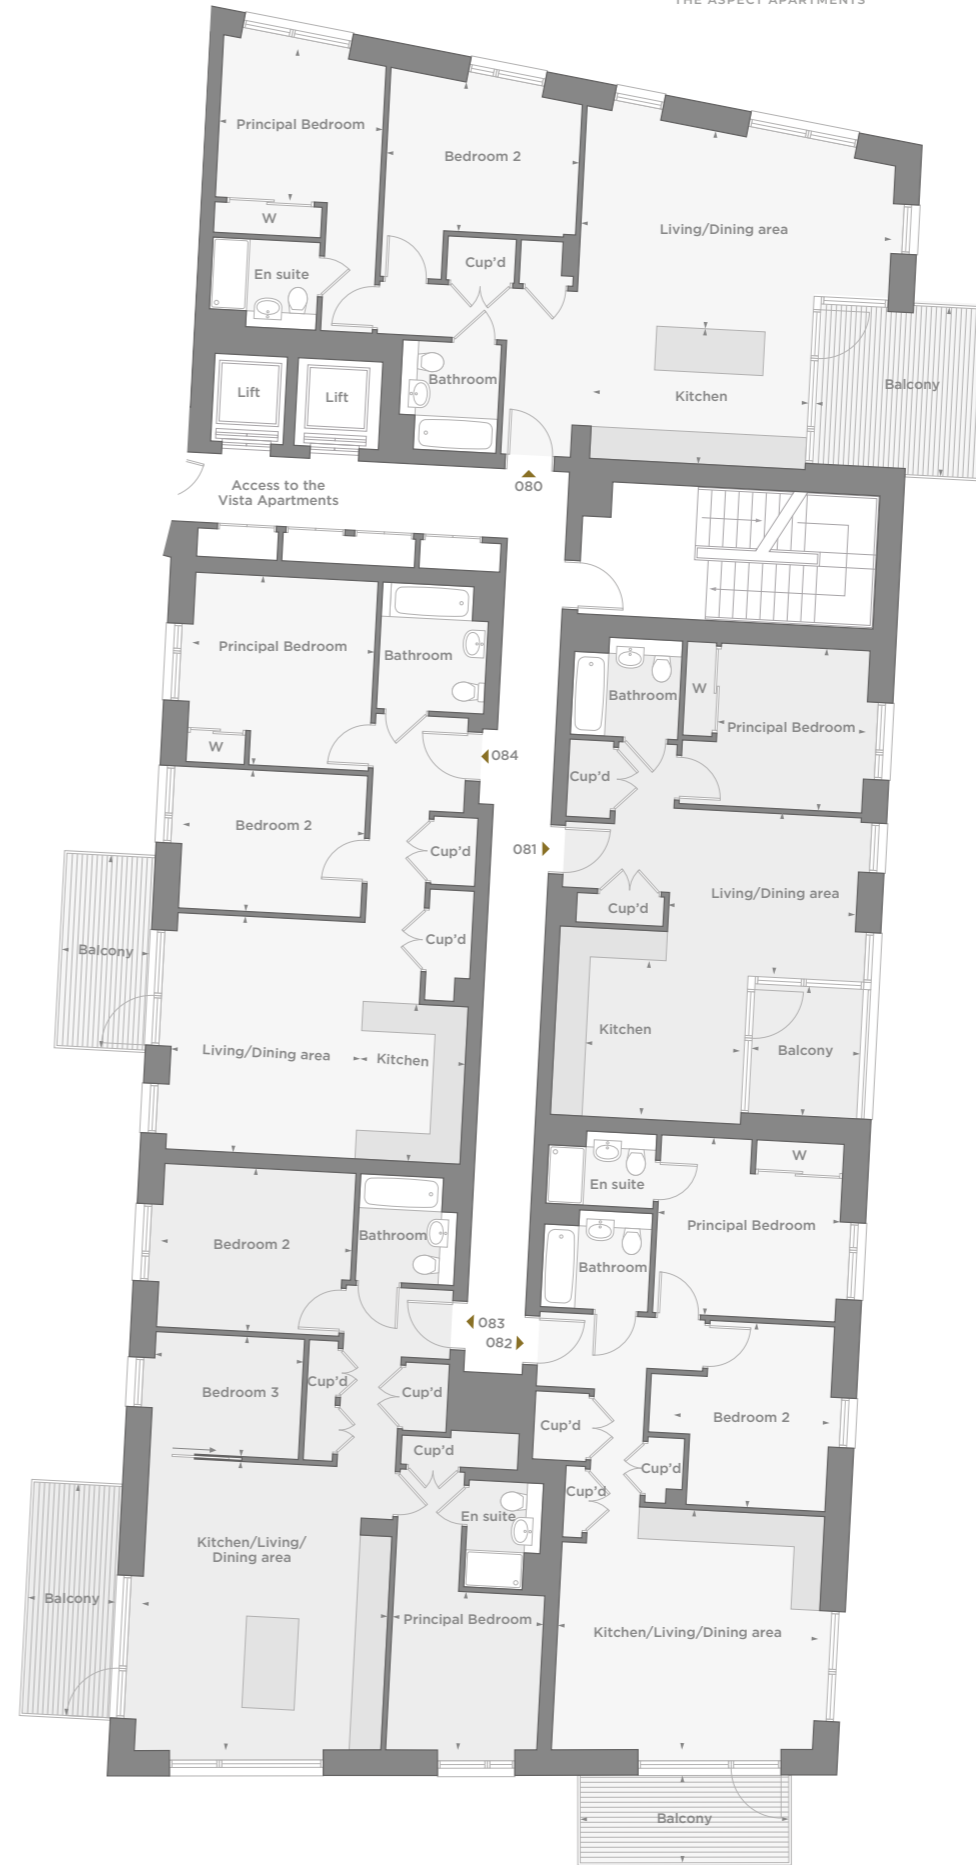 THE ASPECT APARTMENTS
Principal Bedroom
Bedroom 2
W
Living/Dining area
En suite
Cup'd
Lift
Lift
Bathroom
Kitchen
Balcony
Access to the
Vista Apartments
080
Principal Bedroom
Bathroom
W
084
Bedroom 2
Cup'd
Cup'd
Balcony
Living/Dining area
Kitchen
Bathroom
W
Principal Bedroom
Cup'd
081
Living/Dining area
Cup'd
Kitchen
Balcony
En suite
W
Principal Bedroom
Bathroom
Bedroom 2
Bathroom
083
082
Bedroom 3
Cup'd
Cup'd
Cup'd
En suite
Kitchen/Living/
Dining area
Balcony
Principal Bedroom
Bedroom 2
Cup'd
Cup'd
Cup'd
Kitchen/Living/Dining area
Balcony